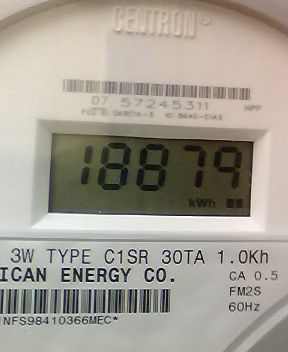 CENTRON®
07 57245311
18879
kWh
3W TYPE C1SR 30TA 1.0Kh
ICAN ENERGY CO.
CA 0.5
FM2S
60Hz
NFS98410366MEC*